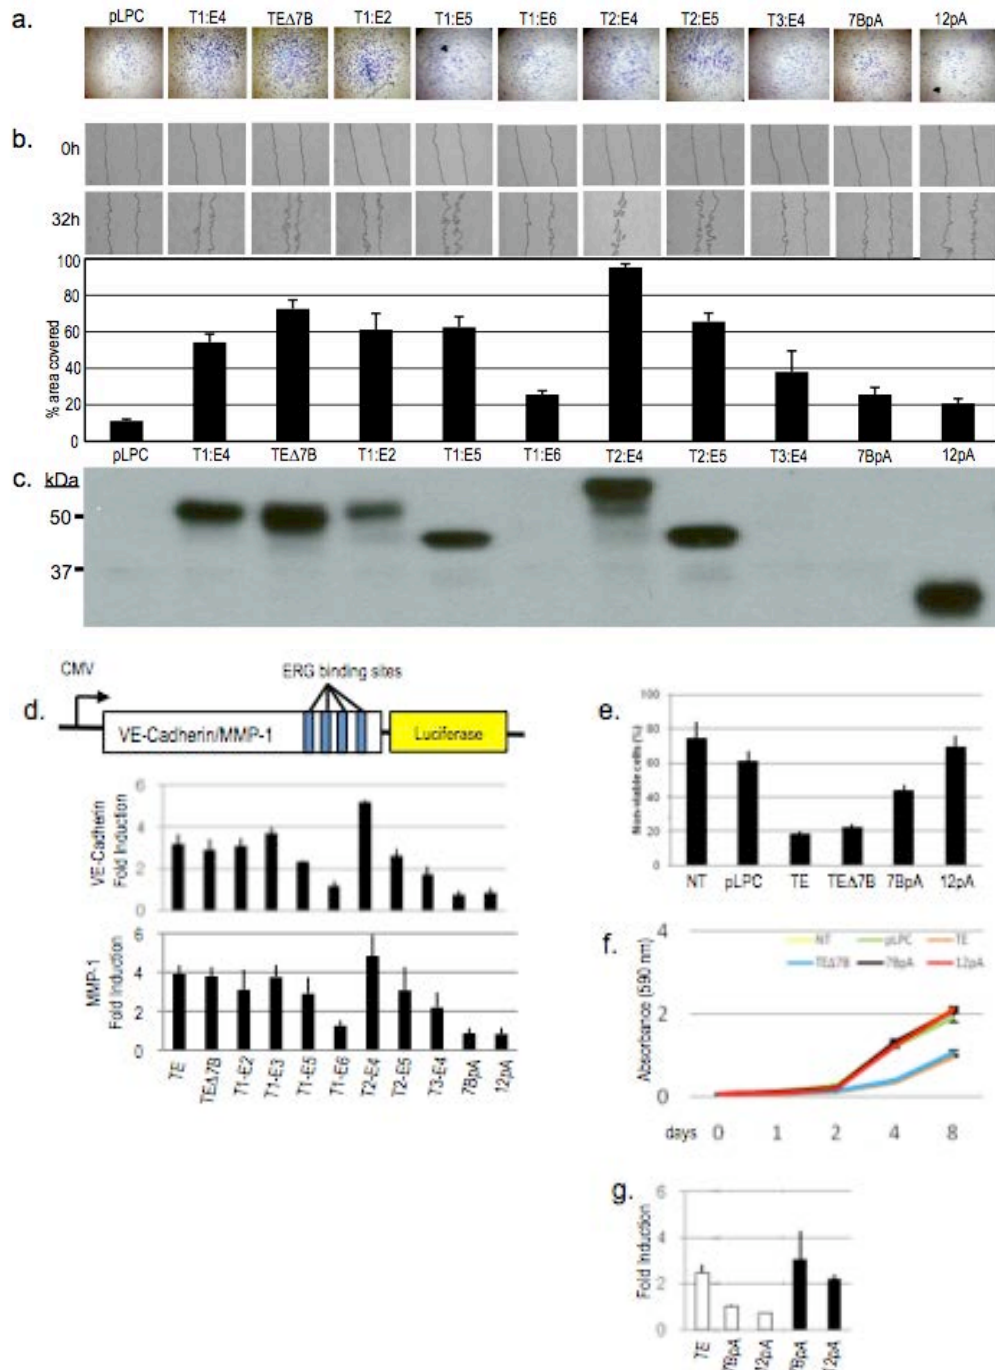 a.
pLPC T1:E4 TEΔ7B T1:E2 T1:E5 T1:E6 T2:E4 T2:E5 T3:E4 7BpA 12pA
b.
0h
32h
100
80
60
40
20
0
% area covered
pLPC T1:E4 TEΔ7B T1:E2 T1:E5 T1:E6 T2:E4 T2:E5 T3:E4 7BpA 12pA
c.
kDa
50
37
d.
CMV
ERG binding sites
VE-Cadherin/MMP-1
Luciferase
6
4
2
0
VE-Cadherin
Fold Induction
6
4
2
0
MMP-1
Fold Induction
TE TEΔ7B T1-E2 T1-E3 T1-E5 T1-E6 T2-E4 T2-E5 T3-E4 7BpA 12pA
e.
100
80
60
40
20
0
Non-viable cells (%)
NT pLPC TE TEΔ7B 7BpA 12pA
f.
4
2
0
Absorbance (590 nm)
NT pLPC TE
TEΔ7B 7BpA 12pA
days 0 1 2 4 8
g.
6
4
2
0
Fold Induction
TE 7BpA 12pA 7BpA 12pA